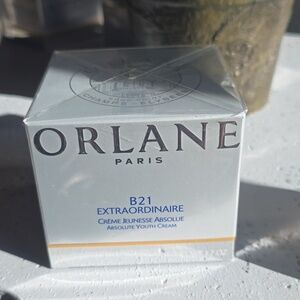 ORLANE
PARIS
B21
EXTRAORDINAIRE
CRÈME JEUNESSE ABSOLUE
ABSOLUTE YOUTH CREAM